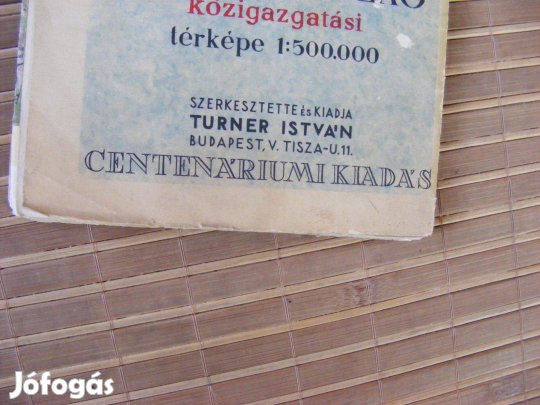 közigazgatási
térképe 1:500.000
SZERKESZTETTE ÉS KIADJA
TURNER ISTVÁN
BUDAPEST, V. TISZA-U. 11.
CENTENÁRIUMI KIADÁS
Jófogás